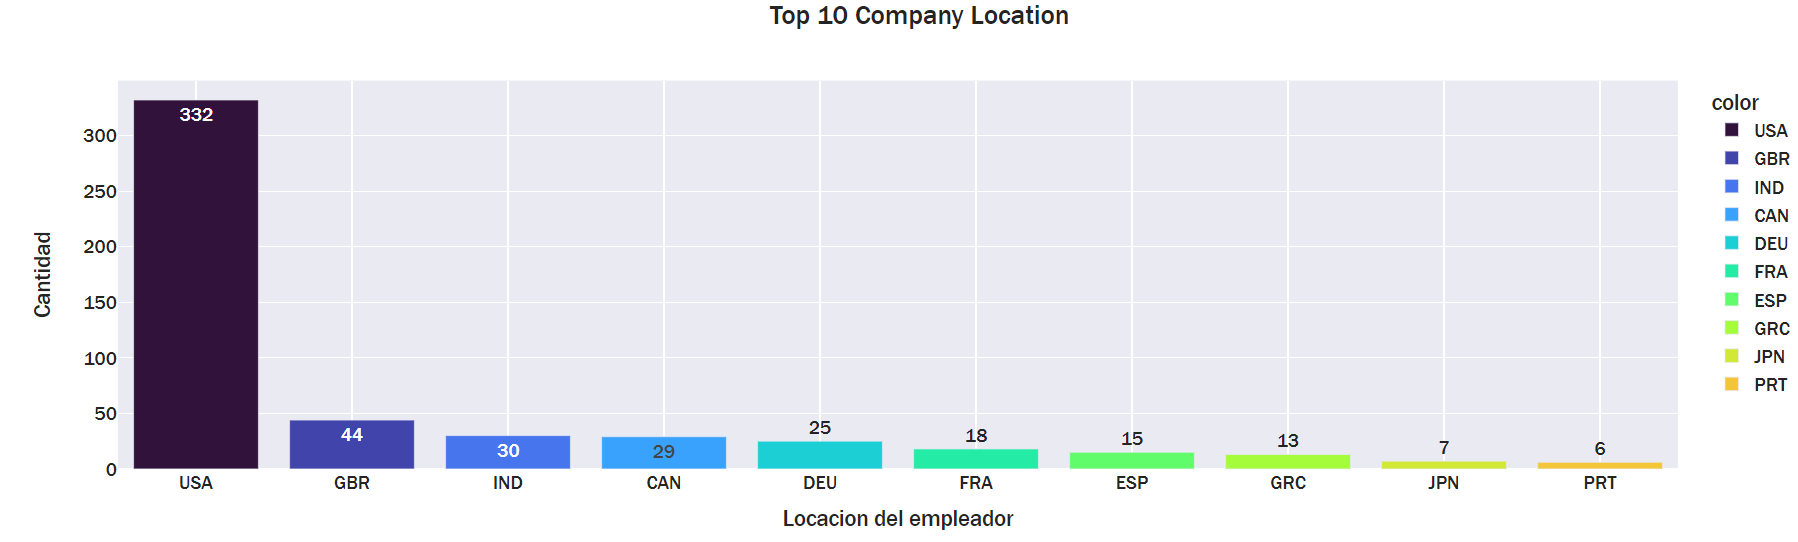 Top 10 Company Location
Cantidad
300
250
200
150
100
50
0
332
44
30
29
25
18
15
13
7
6
USA
GBR
IND
CAN
DEU
FRA
ESP
GRC
JPN
PRT
Locacion del empleador
color
USA
GBR
IND
CAN
DEU
FRA
ESP
GRC
JPN
PRT